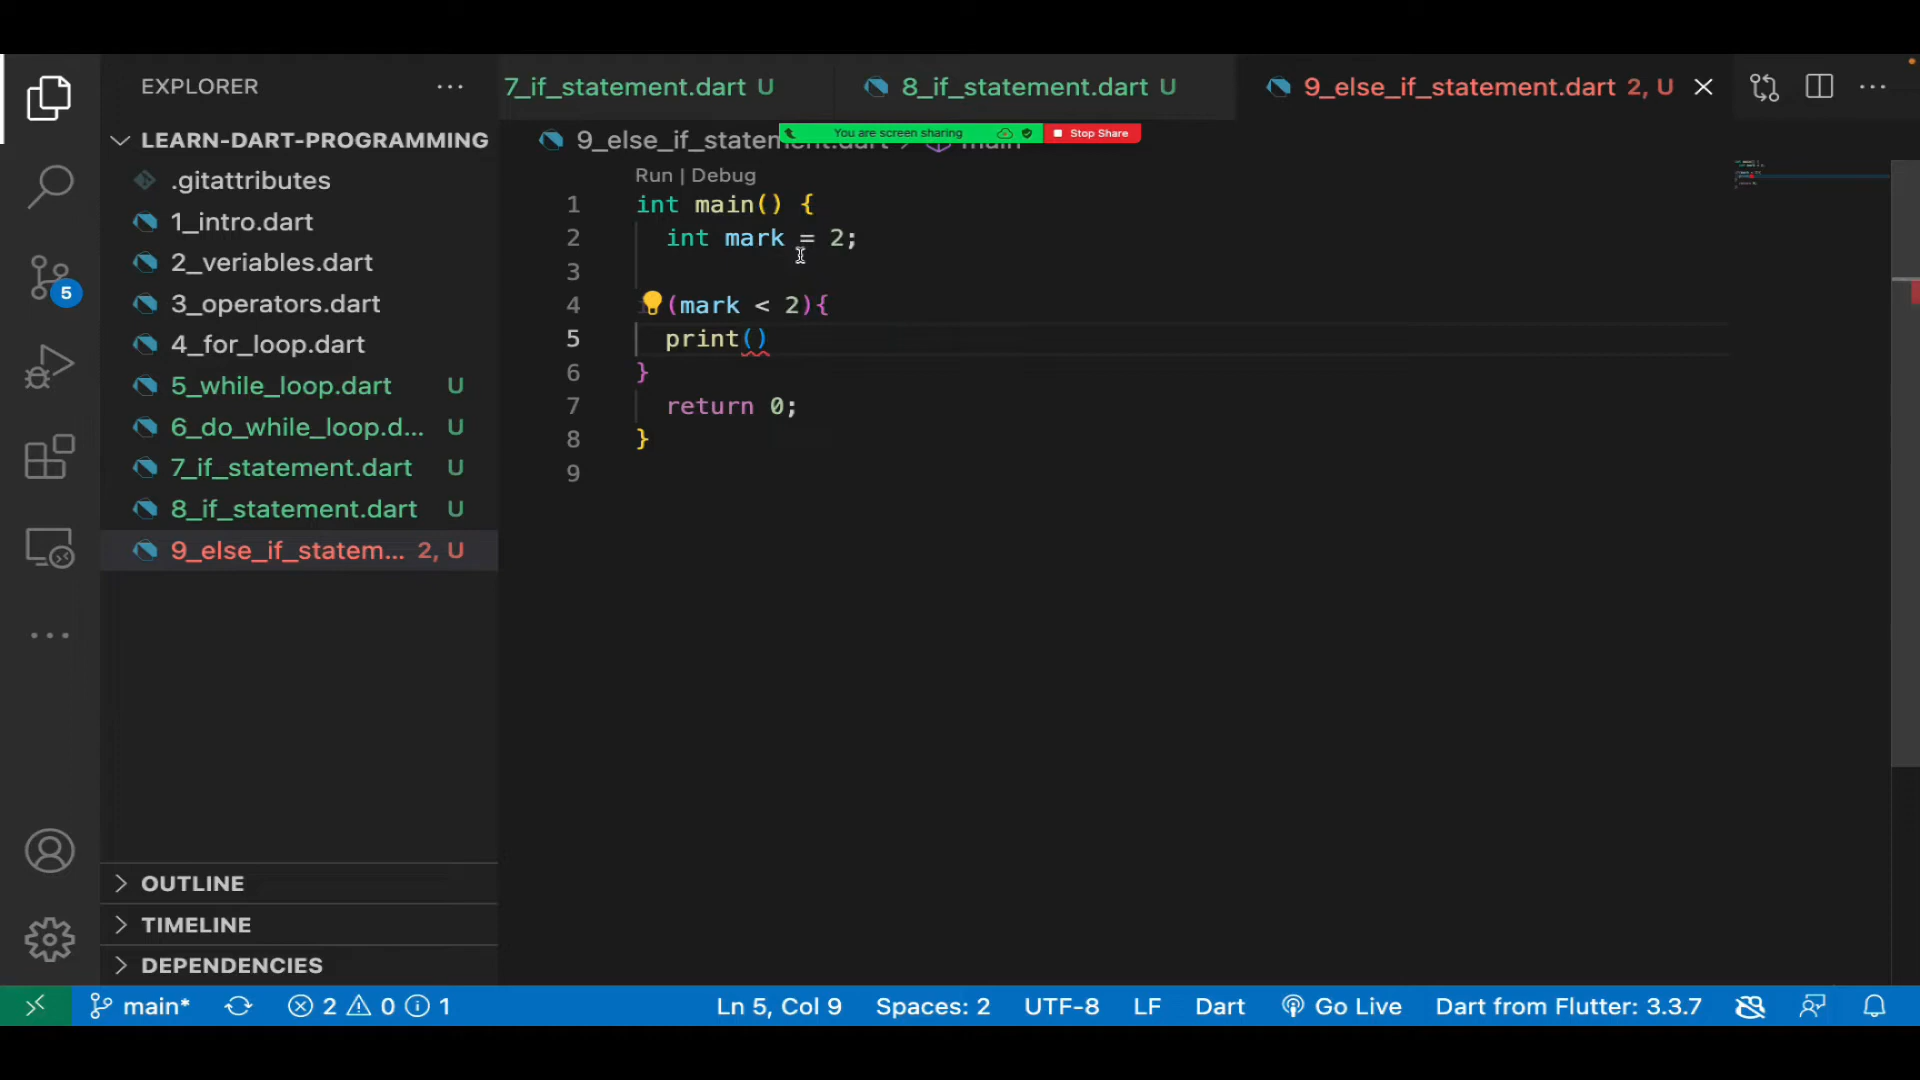 EXPLORER
LEARN-DART-PROGRAMMING
.gitattributes
1_intro.dart
2_veriables.dart
3_operators.dart
4_for_loop.dart
5_while_loop.dart U
6_do_while_loop.d... U
7_if_statement.dart U
8_if_statement.dart U
9_else_if_statem... 2, U
OUTLINE
TIMELINE
DEPENDENCIES
5
7_if_statement.dart U
8_if_statement.dart U
9_else_if_statement.dart 2, U
9_else_if_statement.dart > main
You are screen sharing
Stop Share
Run | Debug
1 int main() {
2 int mark = 2;
3
4 (mark < 2){
5 print()
6 }
7 return 0;
8 }
9
main* 2 0 1
Ln 5, Col 9 Spaces: 2 UTF-8 LF Dart Go Live Dart from Flutter: 3.3.7